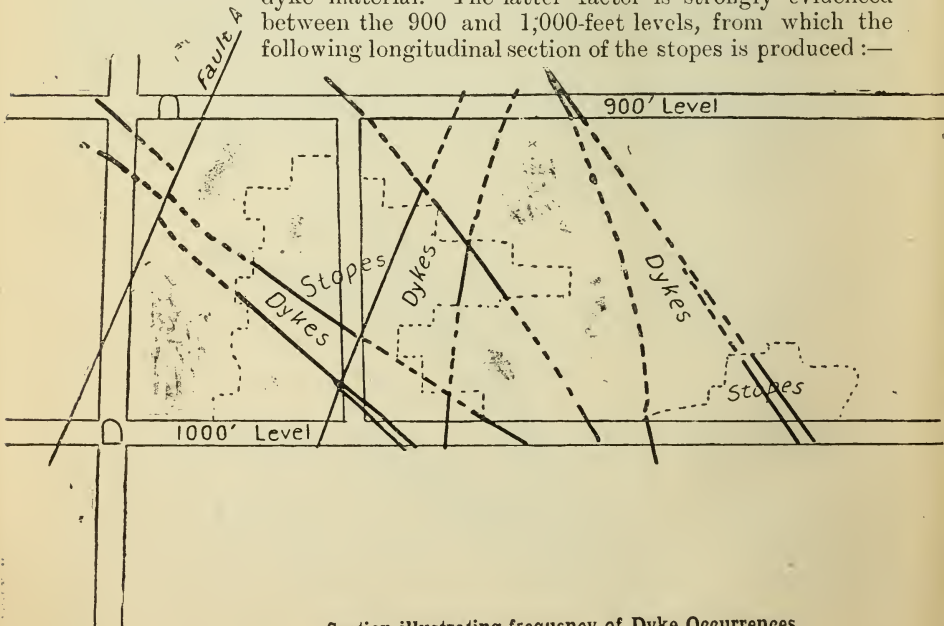 dyke material. The latter factor is strongly evidenced
between the 900 and 1,000-feet levels, from which the
following longitudinal section of the stopes is produced :—
Fault A
900' Level
Stopes
Dykes
Dykes
Dykes
Stopes
1000' Level
Section illustrating frequency of Dyke Occurrences